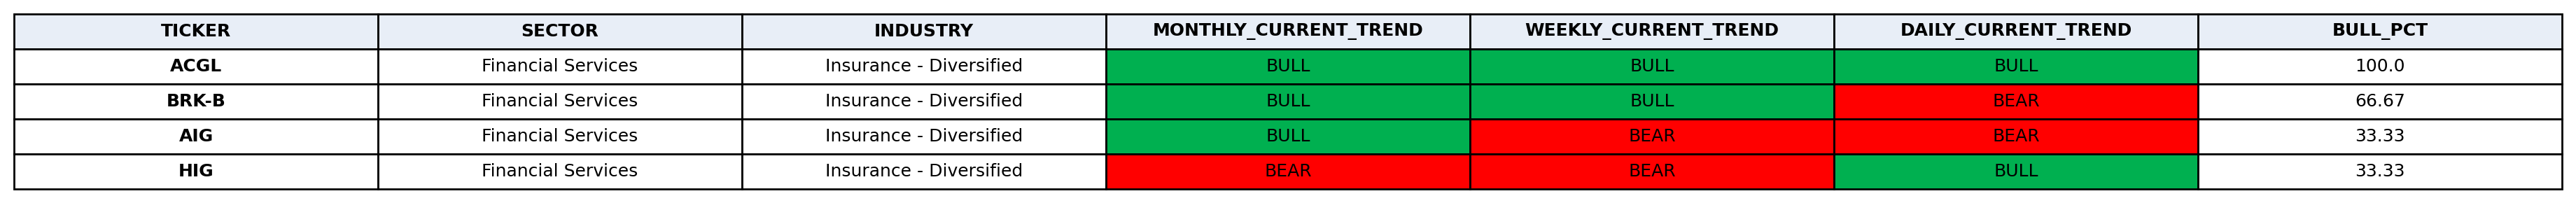 TICKER SECTOR INDUSTRY MONTHLY_CURRENT_TREND WEEKLY_CURRENT_TREND DAILY_CURRENT_TREND BULL_PCT
ACGL Financial Services Insurance - Diversified BULL BULL BULL 100.0
BRK-B Financial Services Insurance - Diversified BULL BULL BEAR 66.67
AIG Financial Services Insurance - Diversified BULL BEAR BEAR 33.33
HIG Financial Services Insurance - Diversified BEAR BEAR BULL 33.33